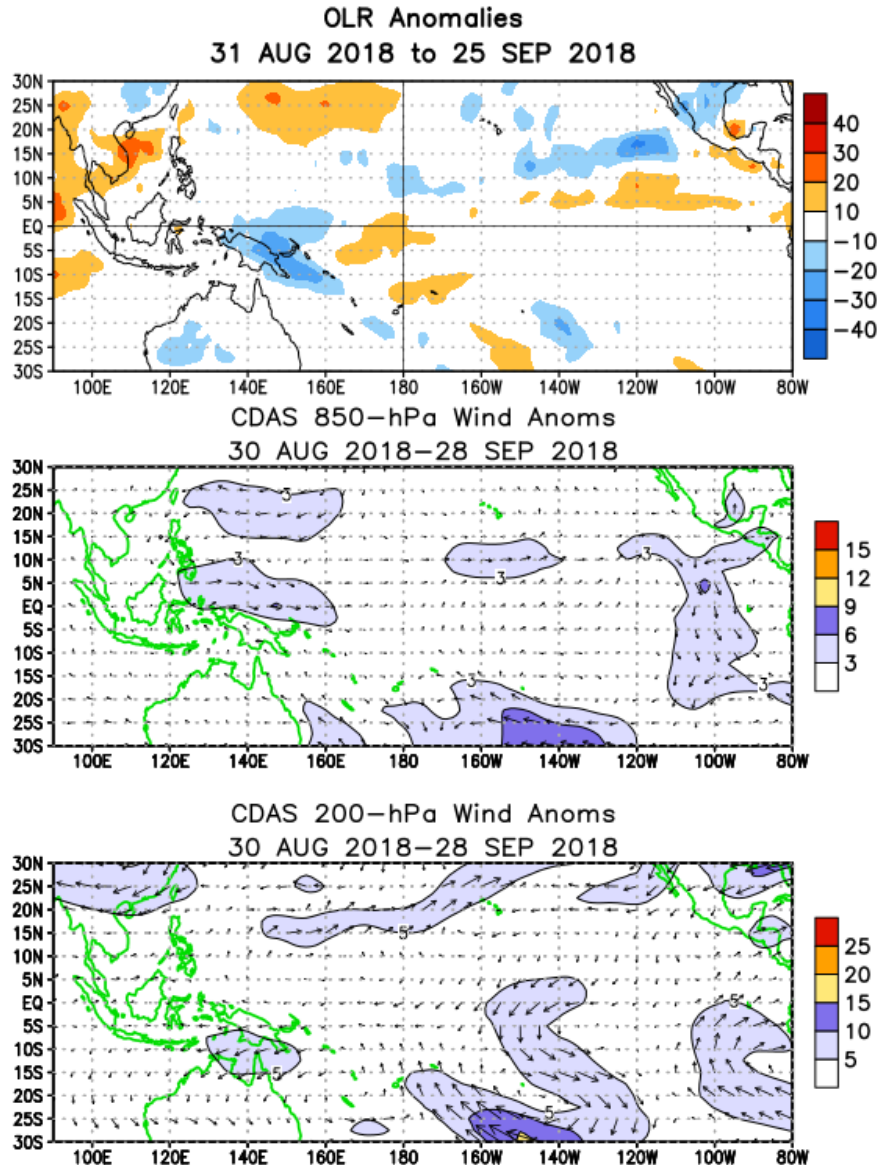 OLR Anomalies
31 AUG 2018 to 25 SEP 2018
30N
25N
20N
15N
10N
5N
EQ
5S
10S
15S
20S
25S
30S
100E 120E 140E 160E 180 160W 140W 120W 100W 80W
40
30
20
10
−10
−20
−30
−40
CDAS 850−hPa Wind Anoms
30 AUG 2018−28 SEP 2018
30N
25N
20N
15N
10N
5N
EQ
5S
10S
15S
20S
25S
30S
3
3
3
3
3
3
100E 120E 140E 160E 180 160W 140W 120W 100W 80W
15
12
9
6
3
CDAS 200−hPa Wind Anoms
30 AUG 2018−28 SEP 2018
30N
25N
20N
15N
10N
5N
EQ
5S
10S
15S
20S
25S
30S
5
5
5
5
100E 120E 140E 160E 180 160W 140W 120W 100W 80W
25
20
15
10
5